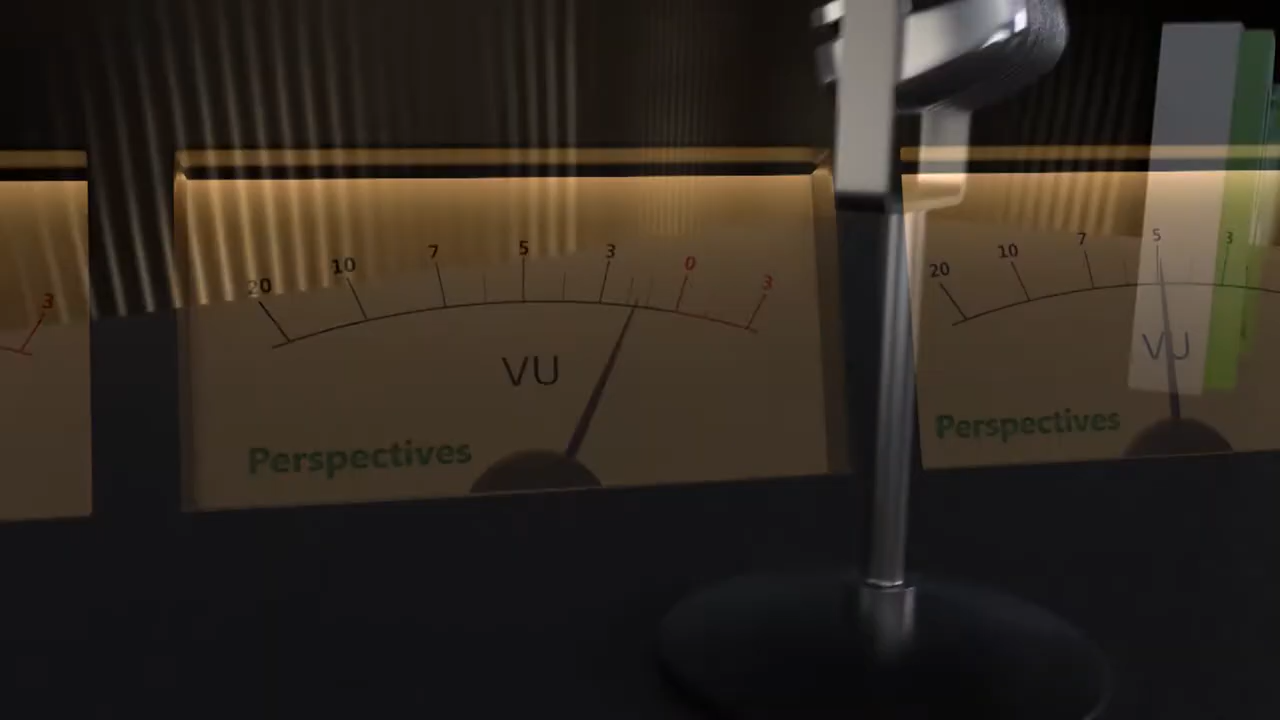 3
20 10 7 5 3 0 3
VU
Perspectives
20 10 7 5 3
VU
Perspectives